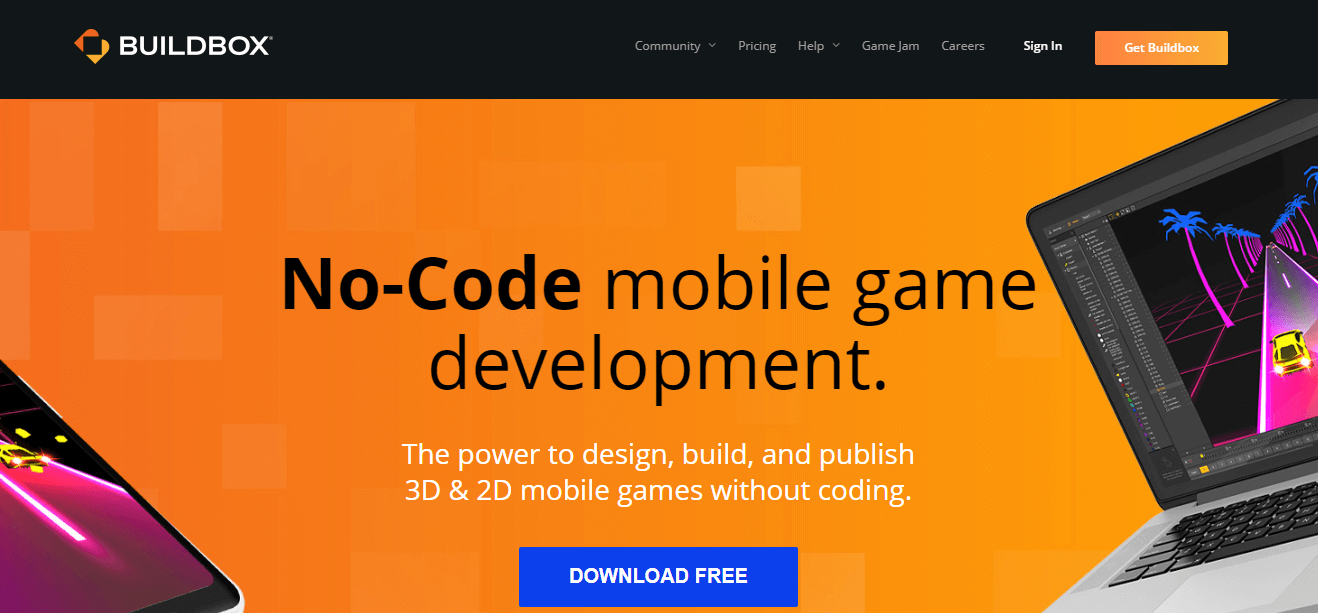 BUILDBOX®
Community
Pricing
Help
Game Jam
Careers
Sign In
Get Buildbox
No-Code mobile game
development.
The power to design, build, and publish
3D & 2D mobile games without coding.
DOWNLOAD FREE